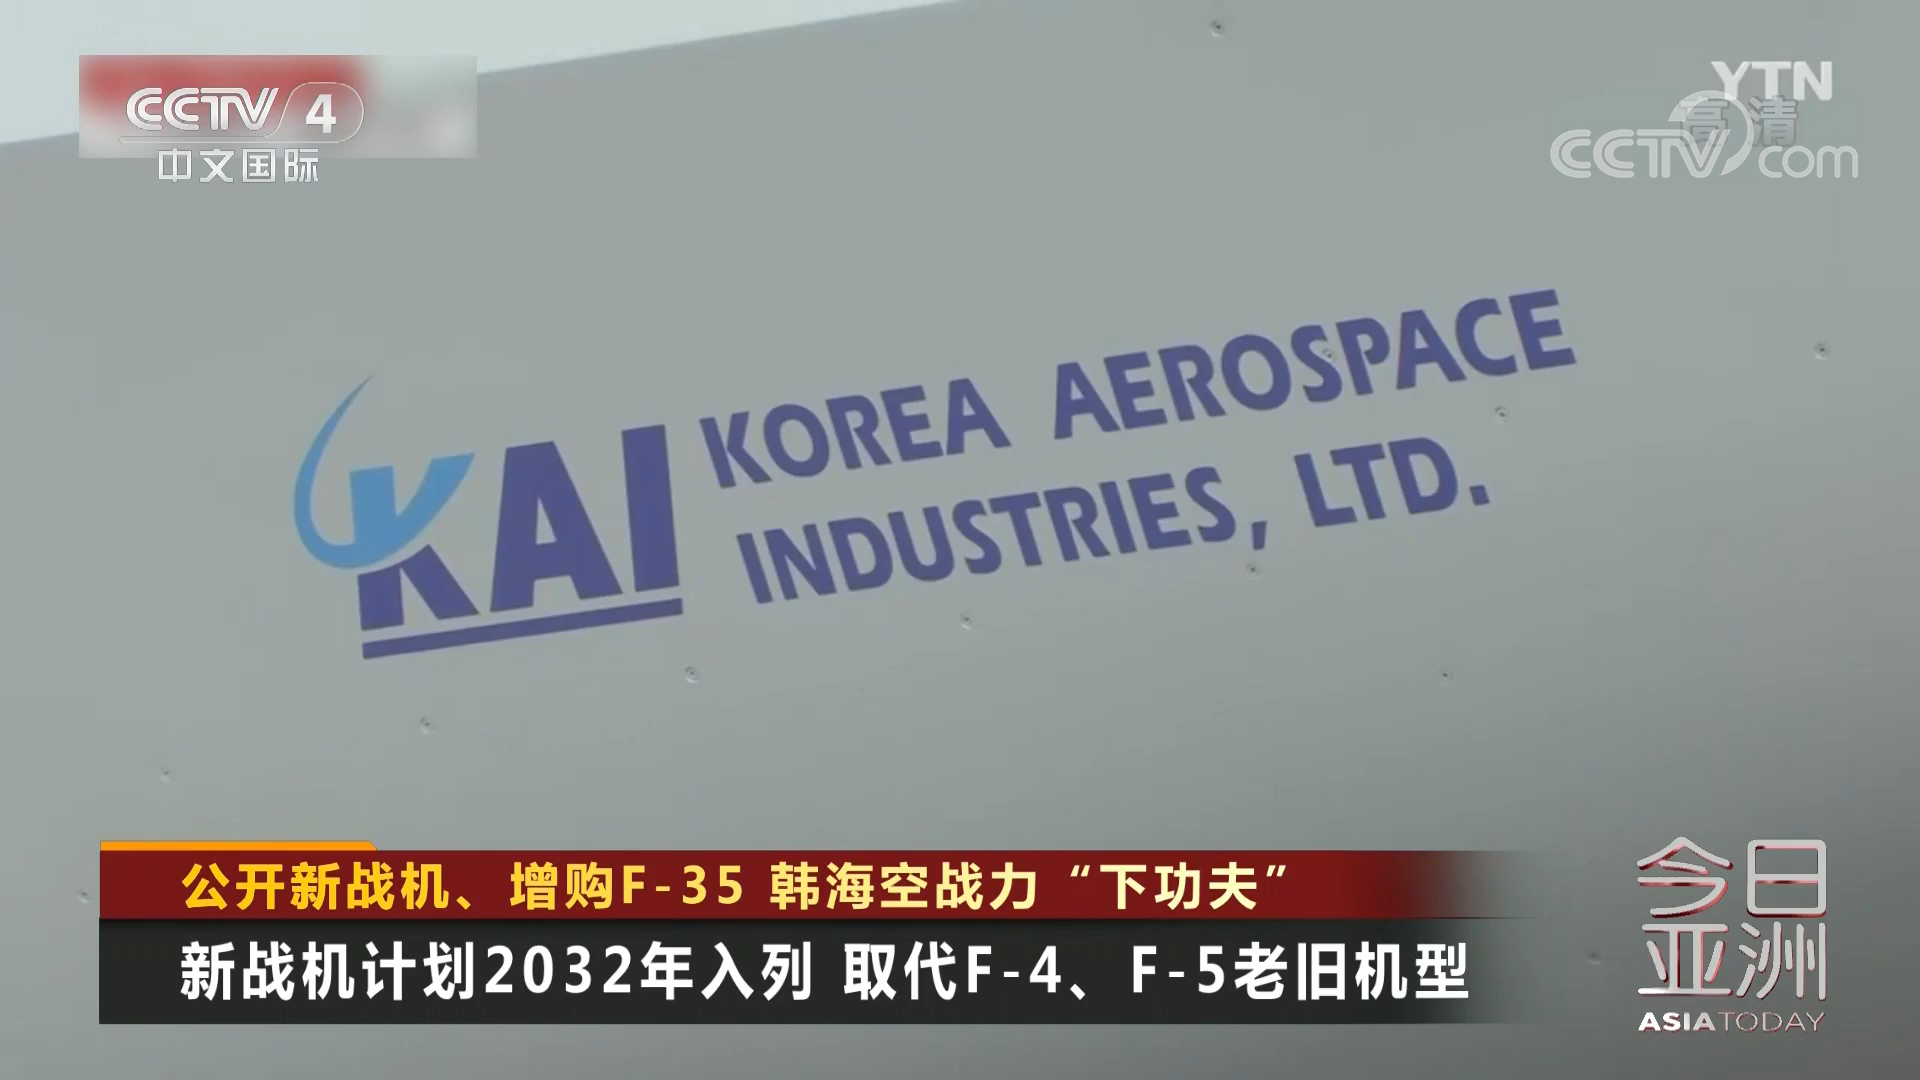 CCTV 4
中文国际
YTN
高清
CCTV.com
KAI
KOREA AEROSPACE
INDUSTRIES, LTD.
公开新战机、增购F-35 韩海空战力“下功夫”
新战机计划2032年入列 取代F-4、F-5老旧机型
今日
亚洲
ASIA TODAY